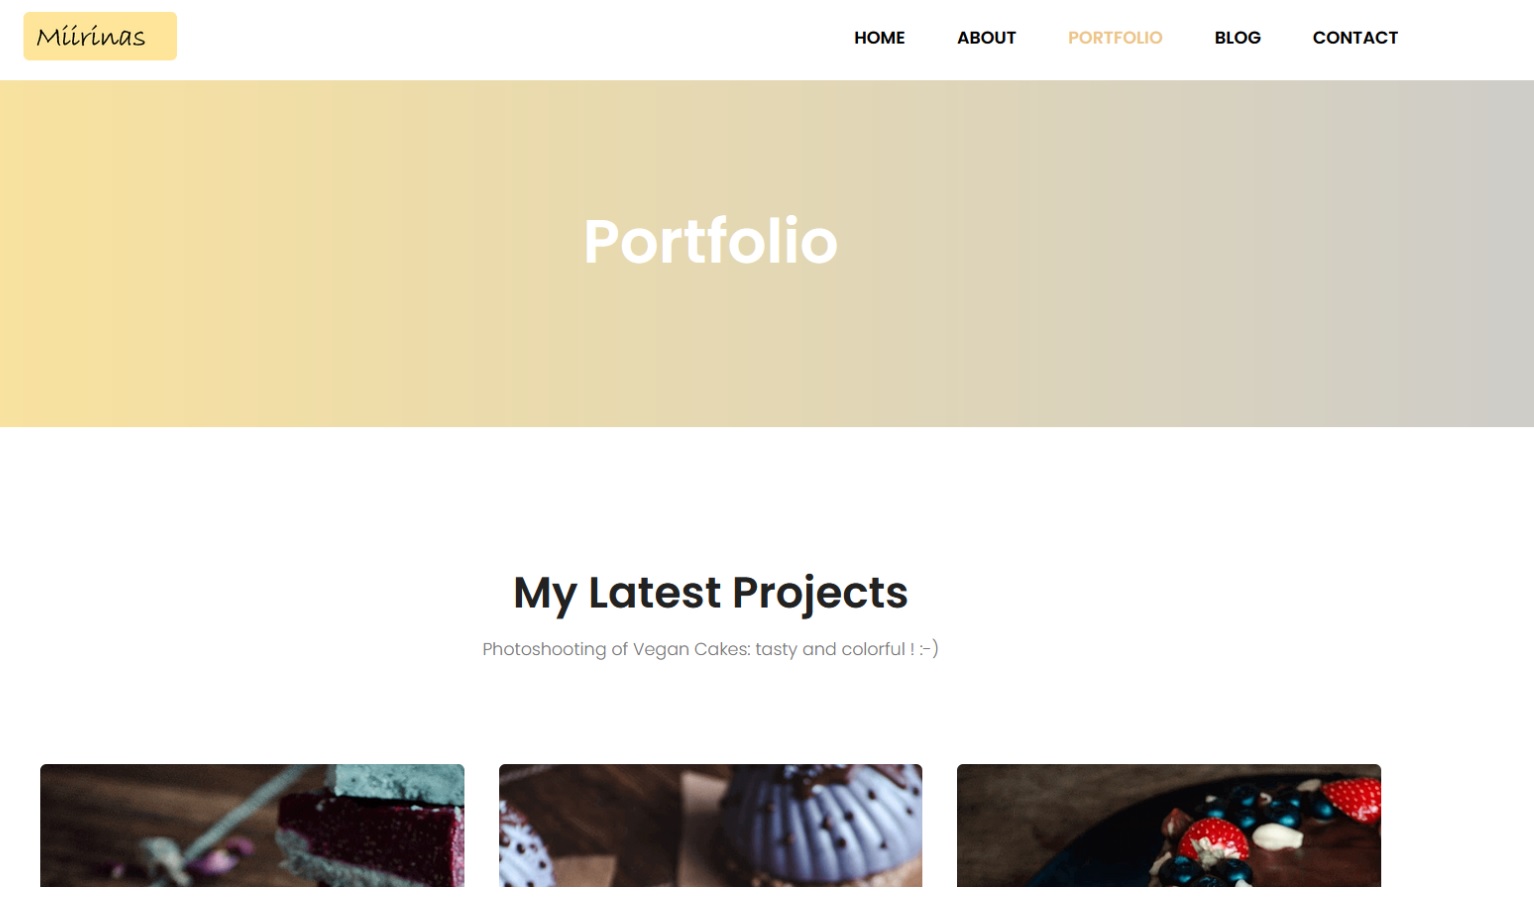 Miirinas
HOME ABOUT PORTFOLIO BLOG CONTACT
Portfolio
My Latest Projects
Photoshooting of Vegan Cakes: tasty and colorful ! :-)